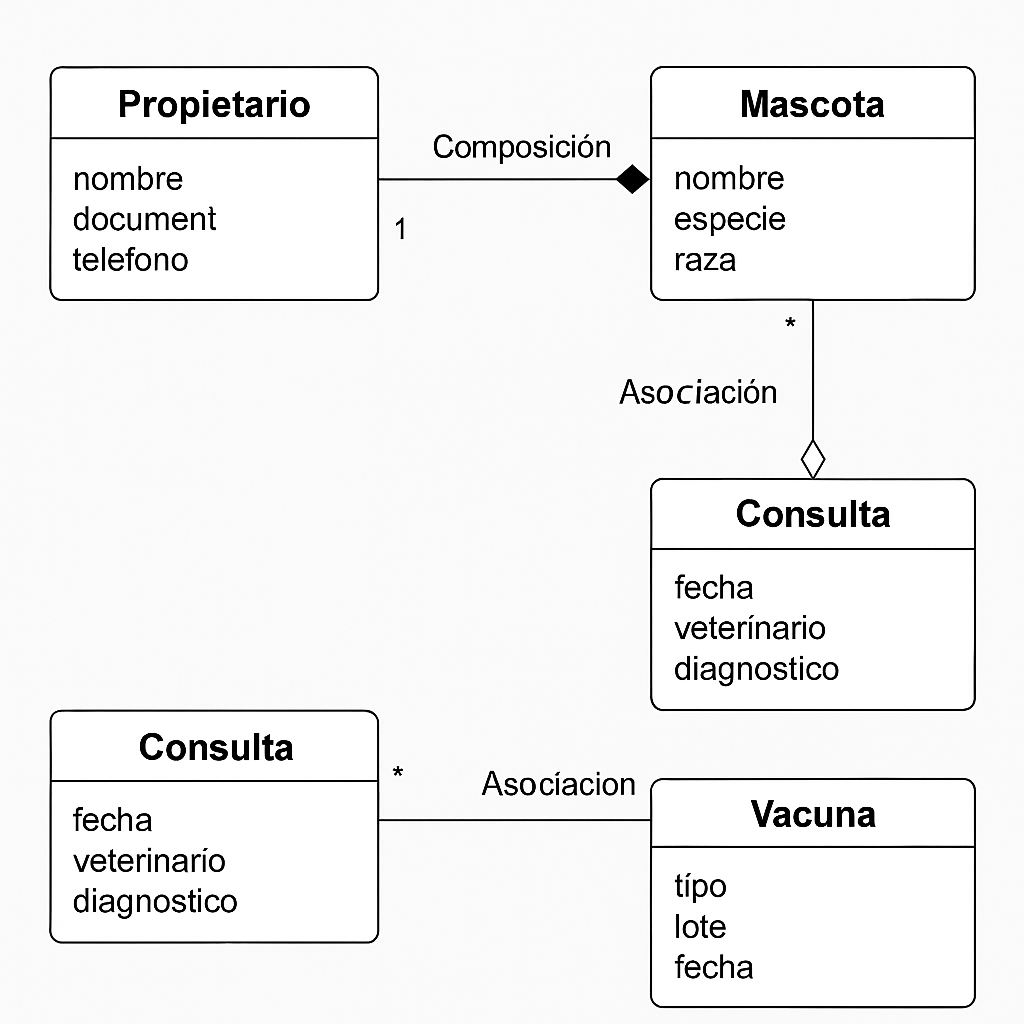 Propietario
nombre
document
telefono
Composición
1
Mascota
nombre
especie
raza
*
Asociación
Consulta
fecha
veterínario
diagnostico
Consulta
fecha
veterinarío
diagnostico
*
Asocíacion
Vacuna
típo
lote
fecha